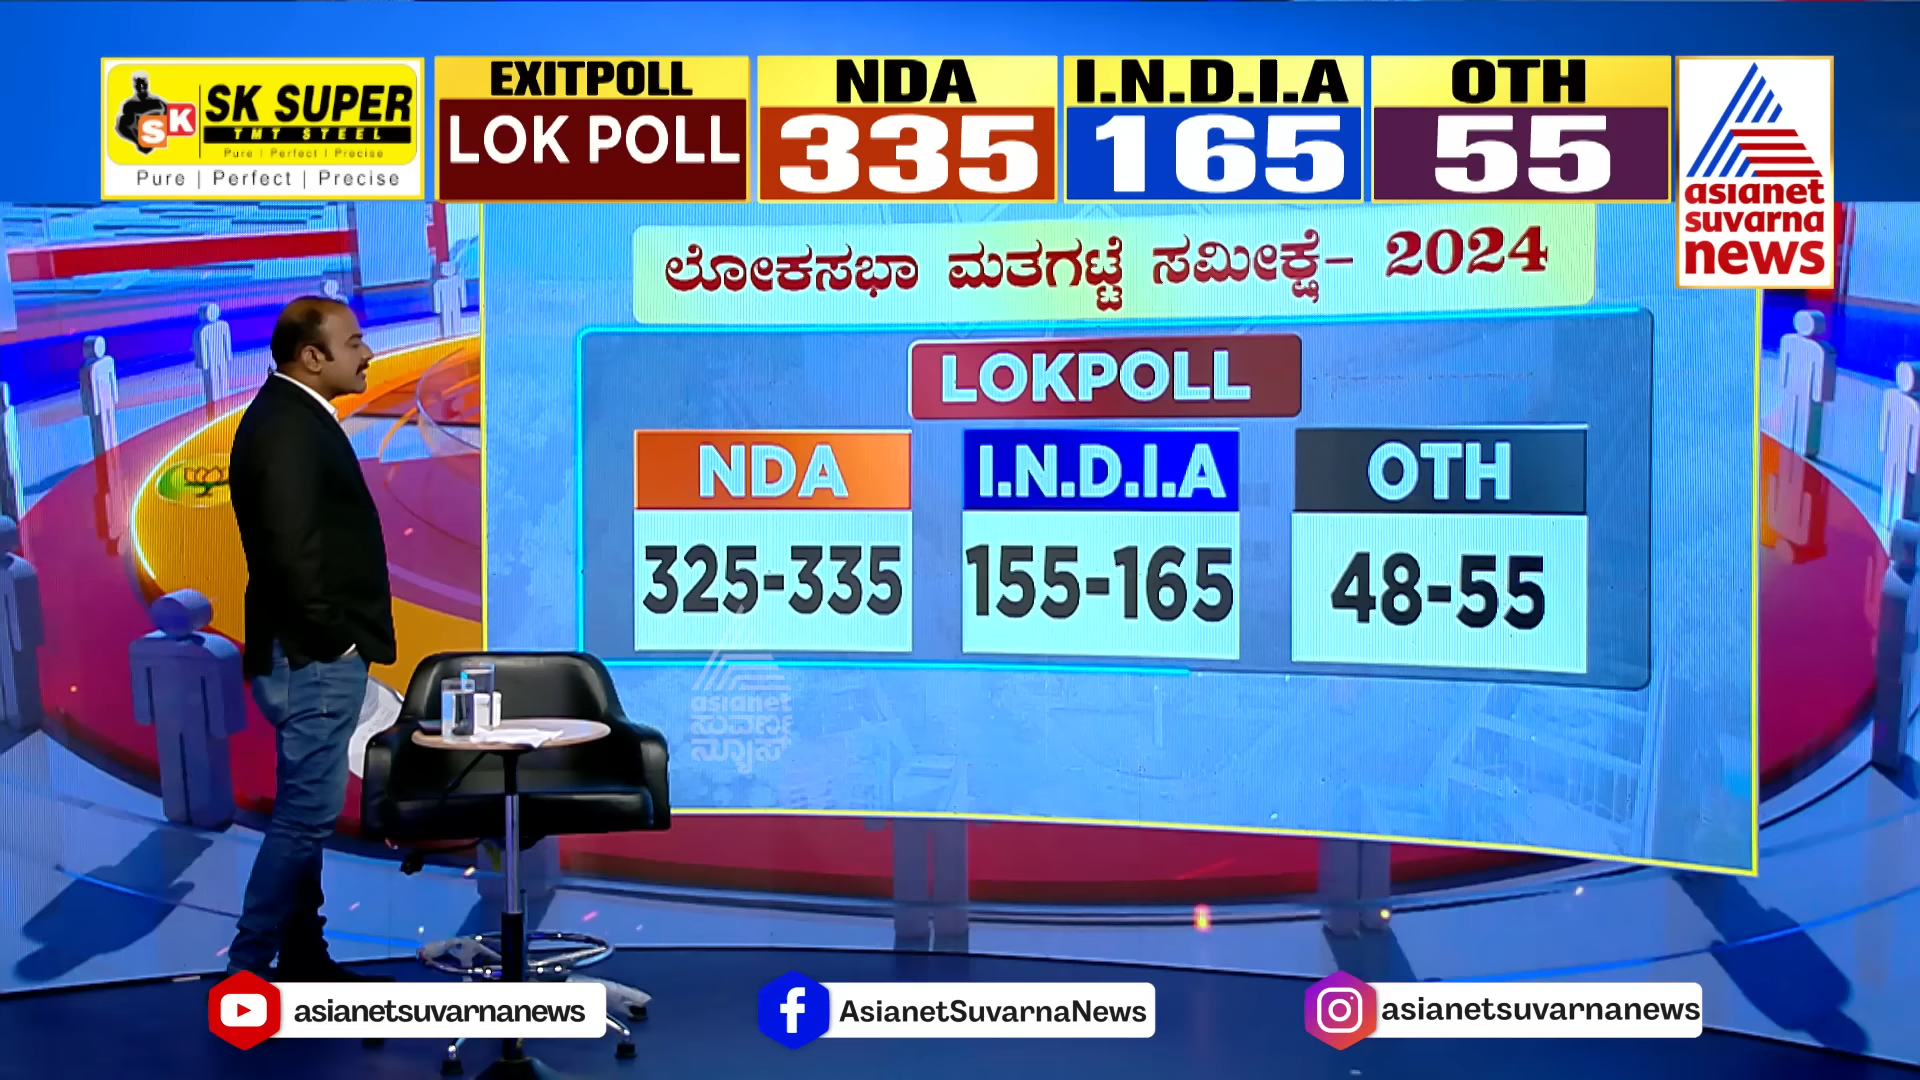 SK
SK SUPER
TMT STEEL
Pure | Perfect | Precise
Pure | Perfect | Precise
EXITPOLL
LOK POLL
NDA
335
I.N.D.I.A
165
OTH
55
asianet
suvarna
news
ಲೋಕಸಭಾ ಮತಗಟ್ಟೆ ಸಮೀಕ್ಷೆ- 2024
LOKPOLL
NDA
I.N.D.I.A
OTH
325-335
155-165
48-55
asianet
ಸುವರ್ಣ
ನ್ಯೂಸ್
asianetsuvarnanews
AsianetSuvarnaNews
asianetsuvarnanews